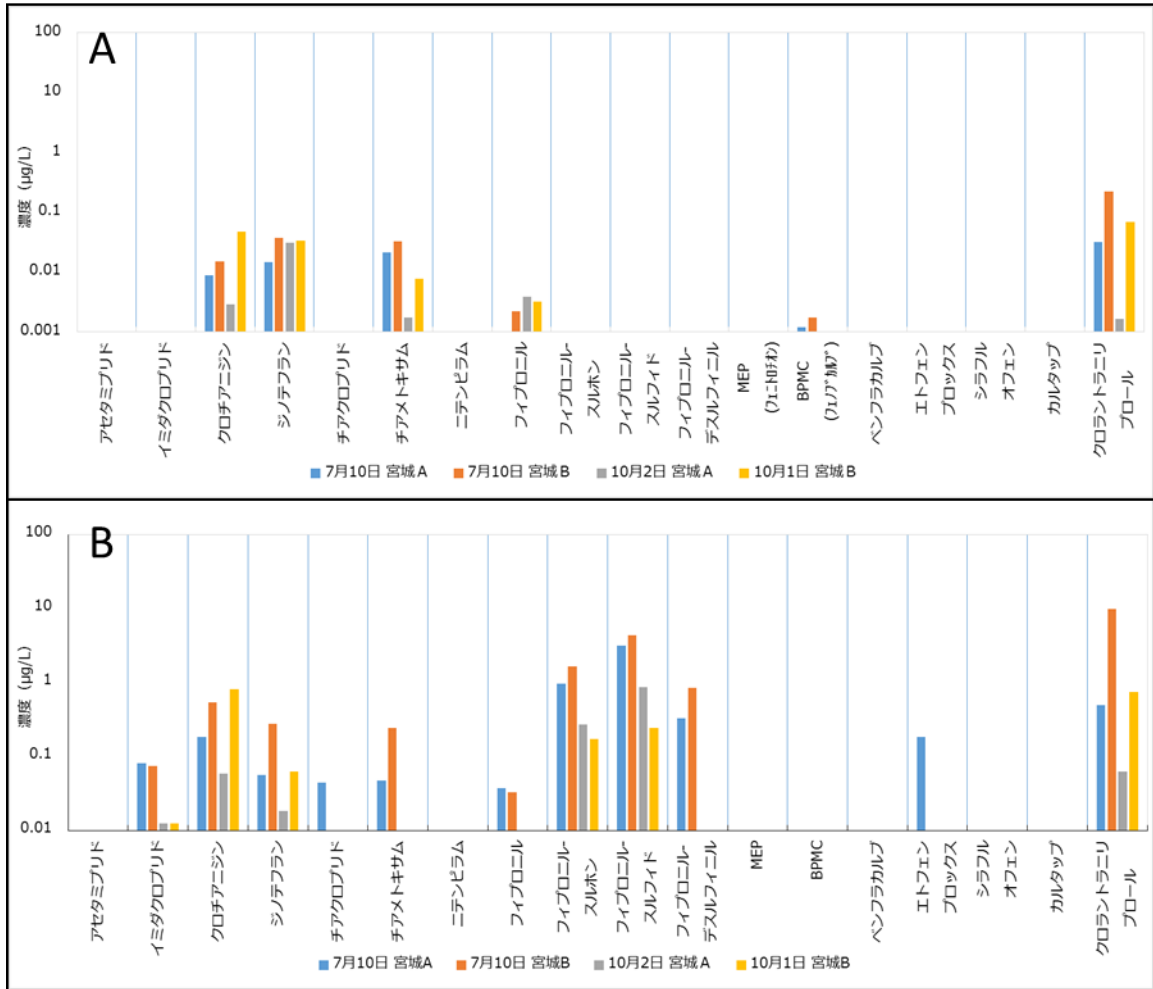 A
100
10
1
0.1
0.01
0.001
濃度 (μg/L)
アセタミプリド
イミダクロプリド
クロチアニジン
ジノテフラン
チアクロプリド
チアメトキサム
ニテンピラム
フィプロニル
フィプロニル-
スルホン
フィプロニル-
スルフィド
フィプロニル-
デスルフィニル
MEP
(フェニトロチオン)
BPMC
(フェノブカルブ)
ベンフラカルブ
エトフェン
プロックス
シラフル
オフェン
カルタップ
クロラントラニリ
プロール
7月10日 宮城A 7月10日 宮城B 10月2日 宮城A 10月1日 宮城B
B
100
10
1
0.1
0.01
濃度 (μg/L)
アセタミプリド
イミダクロプリド
クロチアニジン
ジノテフラン
チアクロプリド
チアメトキサム
ニテンピラム
フィプロニル
フィプロニル-
スルホン
フィプロニル-
スルフィド
フィプロニル-
デスルフィニル
MEP
BPMC
ベンフラカルブ
エトフェン
プロックス
シラフル
オフェン
カルタップ
クロラントラニリ
プロール
7月10日 宮城A 7月10日 宮城B 10月2日 宮城A 10月1日 宮城B